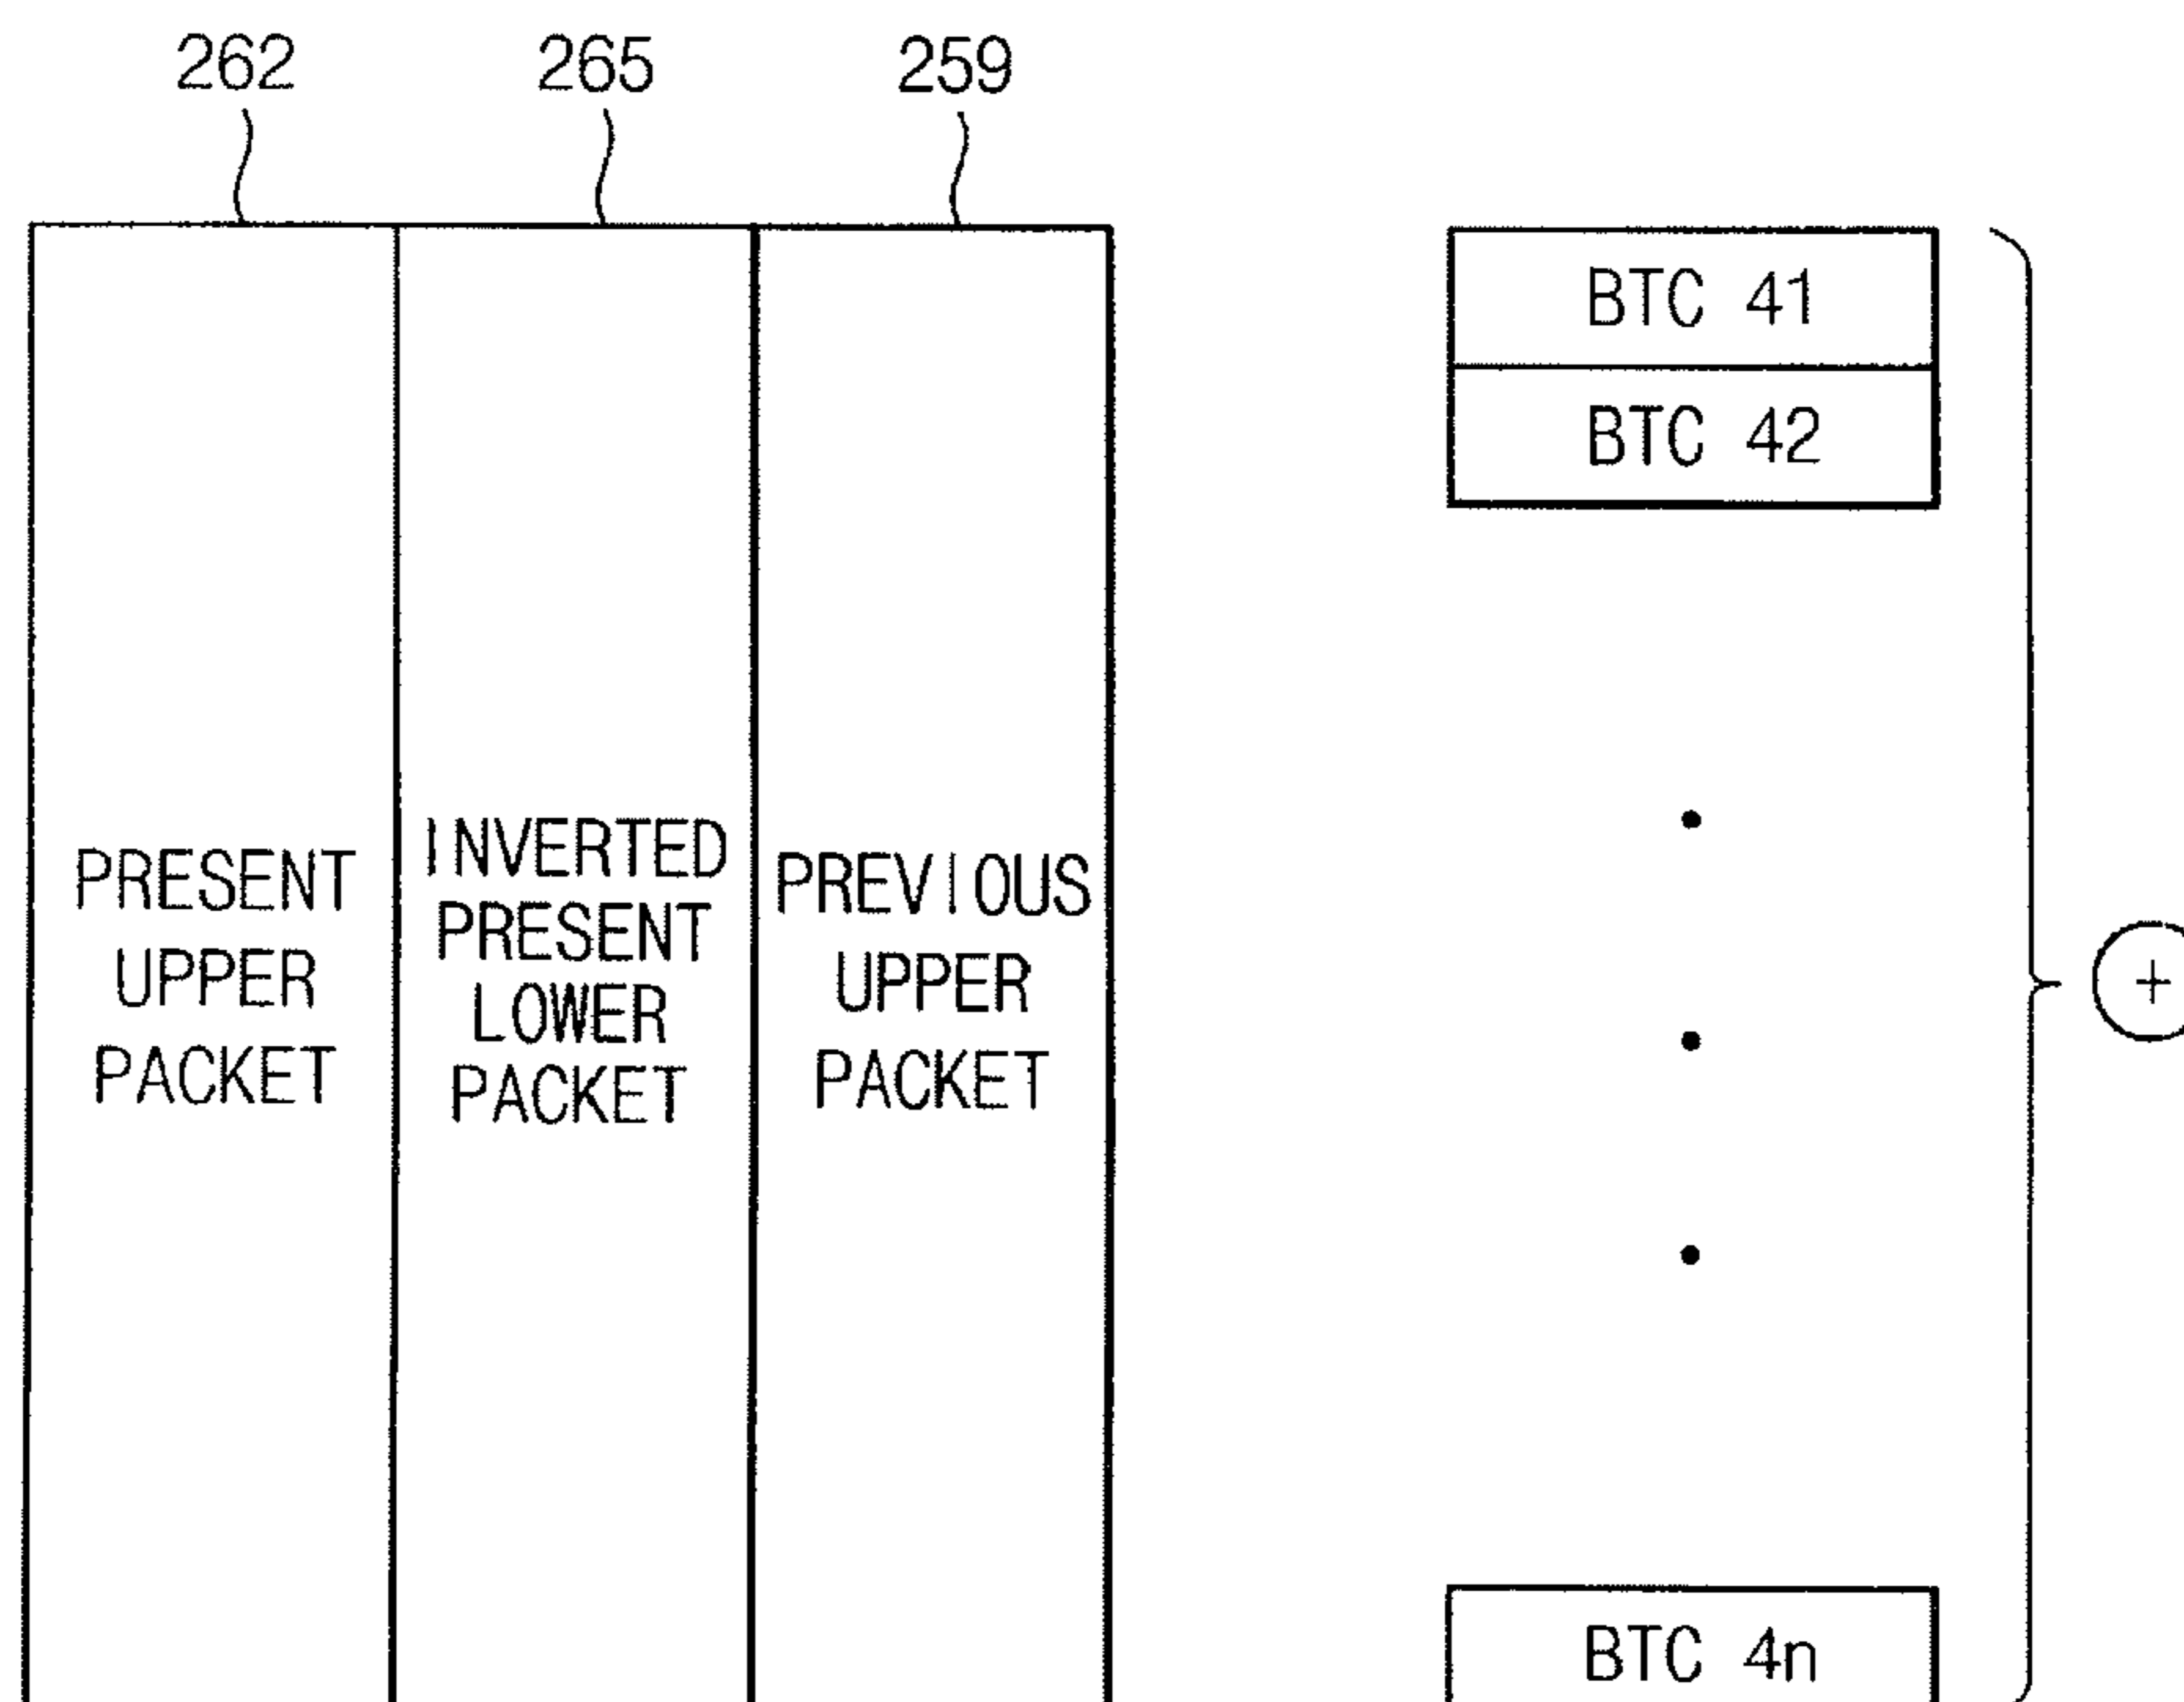 262
265
259
PRESENT
UPPER
PACKET
INVERTED
PRESENT
LOWER
PACKET
PREVIOUS
UPPER
PACKET
BTC 41
BTC 42
BTC 4n
+